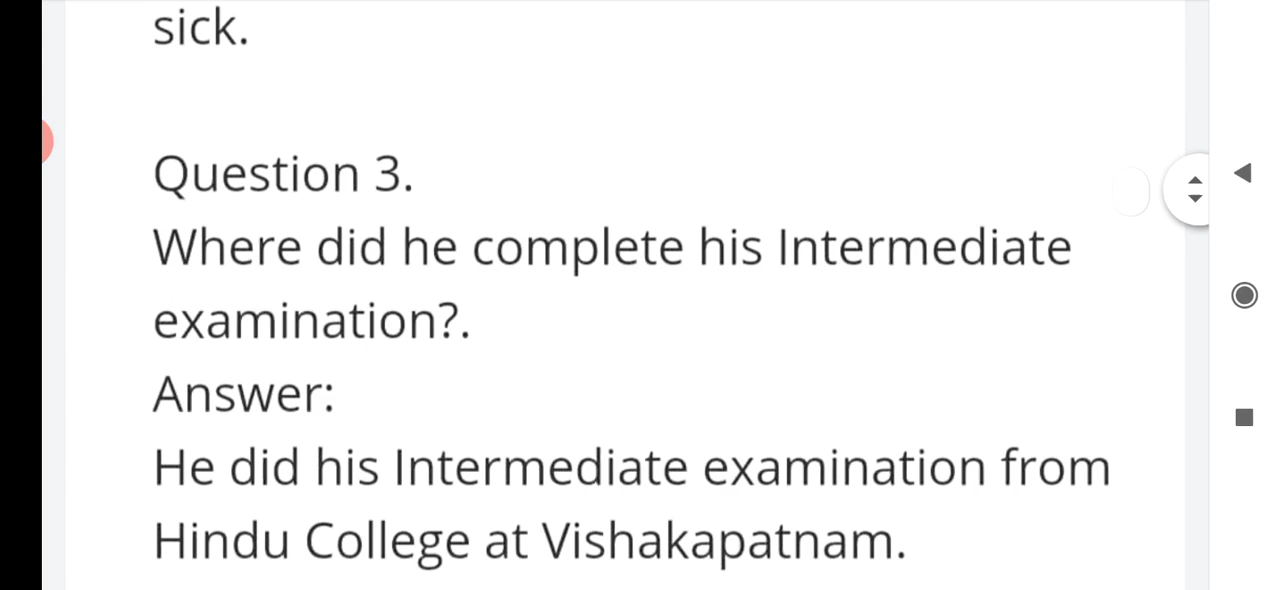 sick.
Question 3.
Where did he complete his Intermediate
examination?.
Answer:
He did his Intermediate examination from
Hindu College at Vishakapatnam.